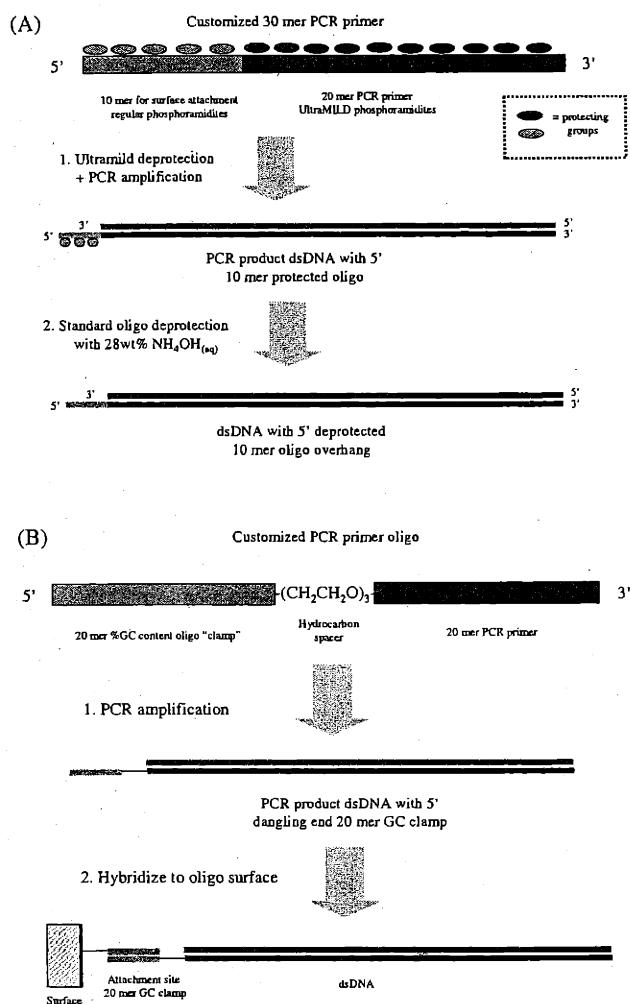 (A)
Customized 30 mer PCR primer
5'
3'
10 mer for surface attachment
regular phosphoramidites
20 mer PCR primer
UltraMILD phosphoramidites
= protecting
groups
1. Ultramild deprotection
+ PCR amplification
3'
5'
5'
3'
PCR product dsDNA with 5'
10 mer protected oligo
2. Standard oligo deprotection
with 28wt% NH4OH(aq)
3'
5'
5'
3'
dsDNA with 5' deprotected
10 mer oligo overhang
(B)
Customized PCR primer oligo
5'
-(CH2CH2O)3-
3'
20 mer %GC content oligo "clamp"
Hydrocarbon
spacer
20 mer PCR primer
1. PCR amplification
PCR product dsDNA with 5'
dangling end 20 mer GC clamp
2. Hybridize to oligo surface
Surface
Attachment site
20 mer GC clamp
dsDNA